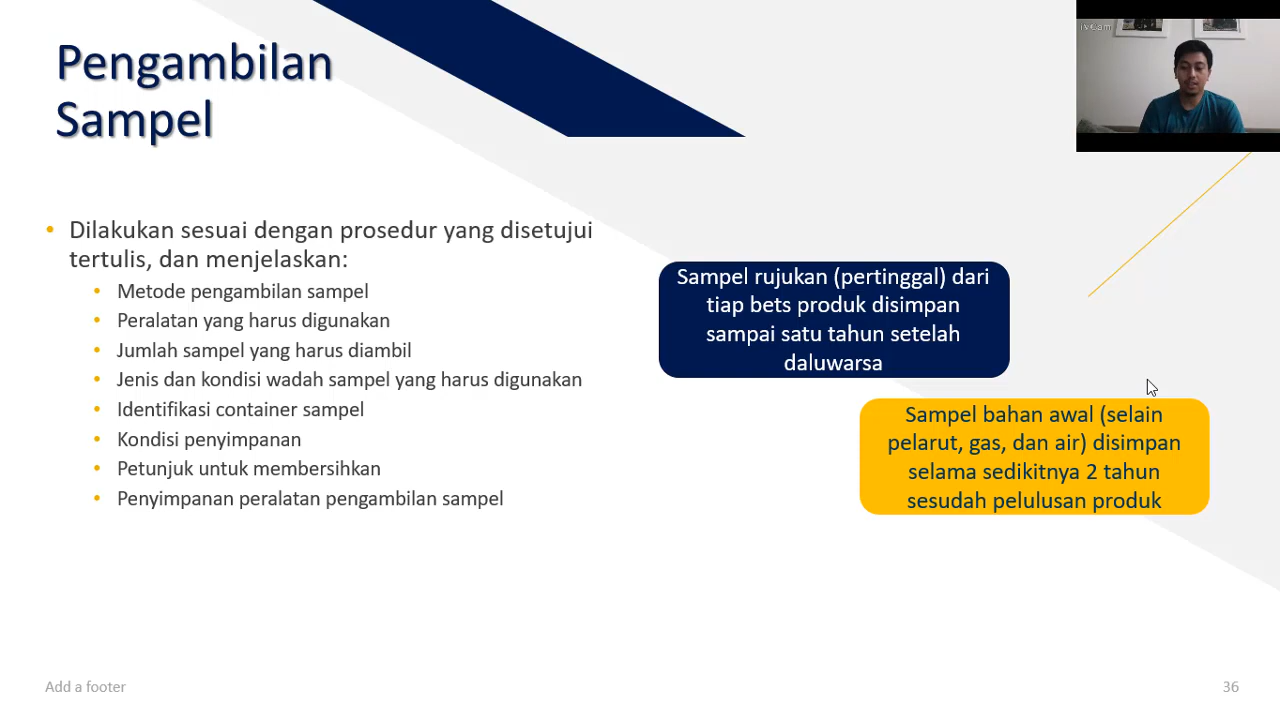 Pengambilan
Sampel
iVCam
• Dilakukan sesuai dengan prosedur yang disetujui
tertulis, dan menjelaskan:
• Metode pengambilan sampel
• Peralatan yang harus digunakan
• Jumlah sampel yang harus diambil
• Jenis dan kondisi wadah sampel yang harus digunakan
• Identifikasi container sampel
• Kondisi penyimpanan
• Petunjuk untuk membersihkan
• Penyimpanan peralatan pengambilan sampel
Sampel rujukan (pertinggal) dari
tiap bets produk disimpan
sampai satu tahun setelah
daluwarsa
Sampel bahan awal (selain
pelarut, gas, dan air) disimpan
selama sedikitnya 2 tahun
sesudah pelulusan produk
Add a footer
36